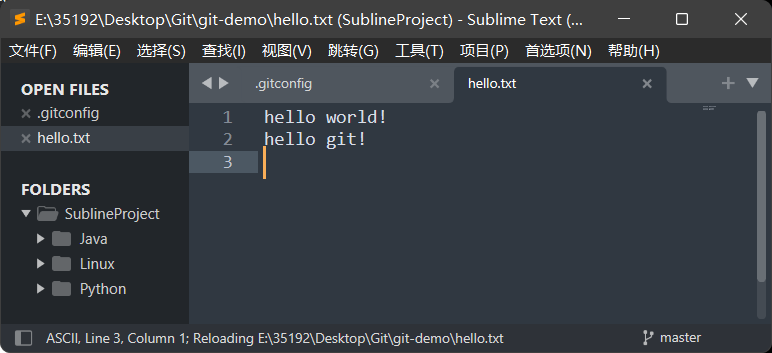 E:\35192\Desktop\Git\git-demo\hello.txt (SublineProject) - Sublime Text (...
文件(F) 编辑(E) 选择(S) 查找(I) 视图(V) 跳转(G) 工具(T) 项目(P) 首选项(N) 帮助(H)
OPEN FILES
.gitconfig
hello.txt
FOLDERS
SublineProject
Java
Linux
Python
.gitconfig
hello.txt
1 hello world!
2 hello git!
3
ASCII, Line 3, Column 1; Reloading E:\35192\Desktop\Git\git-demo\hello.txt
master